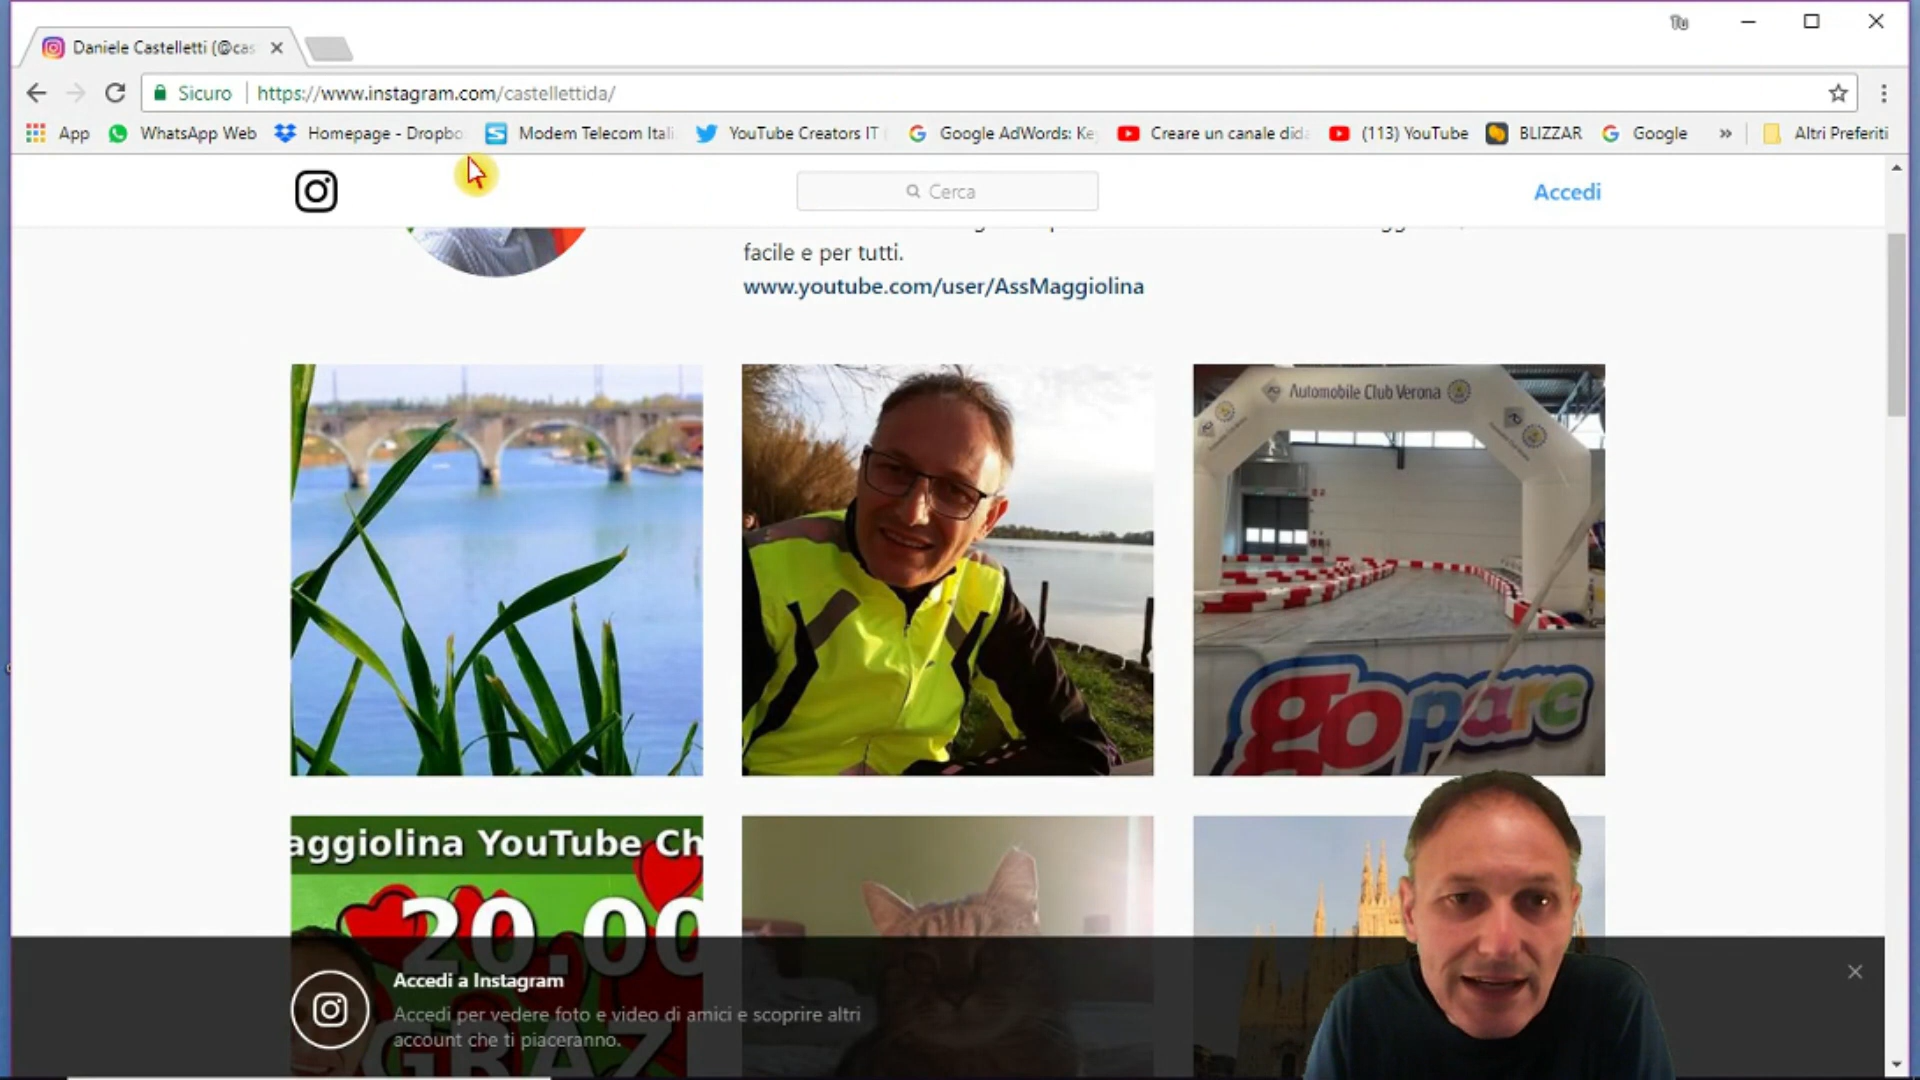 Daniele Castelletti (@cas
Tu
Sicuro
https://www.instagram.com/castellettida/
App
WhatsApp Web
Homepage - Dropbo
Modem Telecom Itali
YouTube Creators IT
Google AdWords: Ke
Creare un canale dida
(113) YouTube
BLIZZAR
Google
»
Altri Preferiti
Cerca
Accedi
facile e per tutti.
www.youtube.com/user/AssMaggiolina
Automobile Club Verona
goparc
aggiolina YouTube Ch
20.00
GRAZI
Accedi a Instagram
Accedi per vedere foto e video di amici e scoprire altri
account che ti piaceranno.